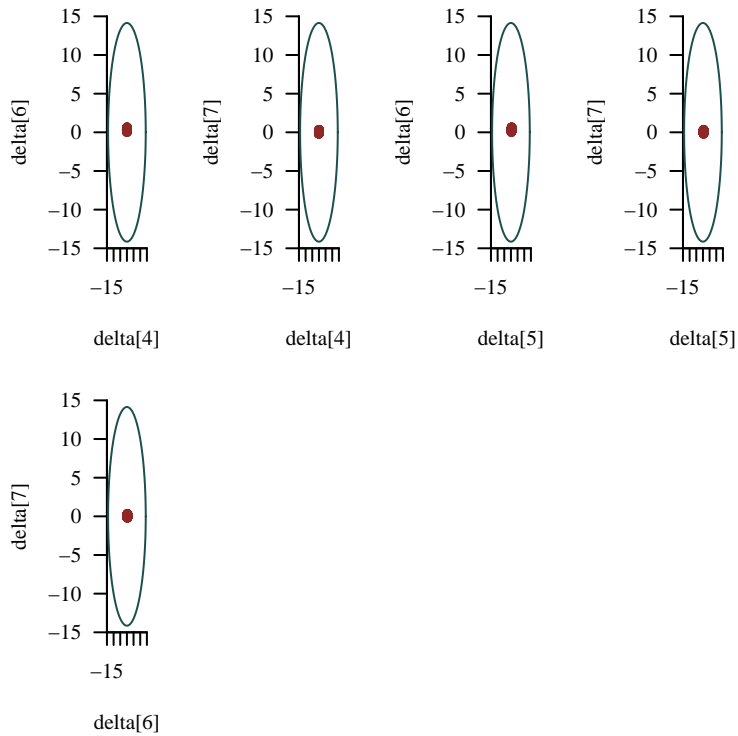 15 15 15 15
10 10 10 10
5 5 5 5
delta[6] 0 delta[7] 0 delta[6] 0 delta[7] 0
−5 −5 −5 −5
−10 −10 −10 −10
−15 −15 −15 −15
−15 −15 −15 −15
delta[4] delta[4] delta[5] delta[5]
15
10
5
delta[7] 0
−5
−10
−15
−15
delta[6]